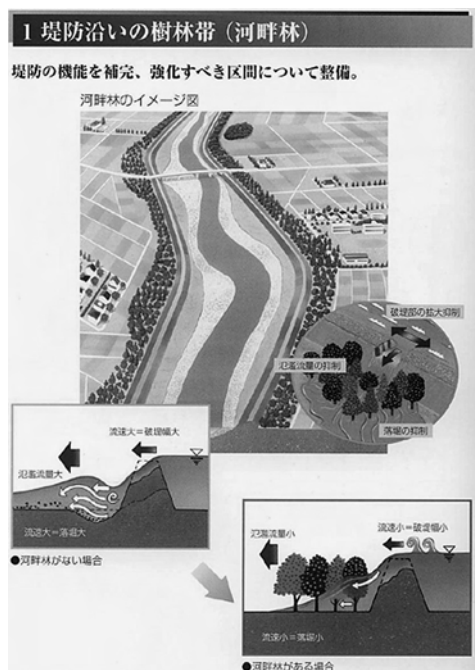 1 堤防沿いの樹林帯(河畔林)
堤防の機能を補完、強化すべき区間について整備。
河畔林のイメージ図
破堤部の拡大抑制
氾濫流量の抑制
落堀の抑制
流速大=破堤幅大
氾濫流量大
流速大=落堀大
●河畔林がない場合
氾濫流量小
流速小=破堤幅小
流速小=落堀小
●河畔林がある場合